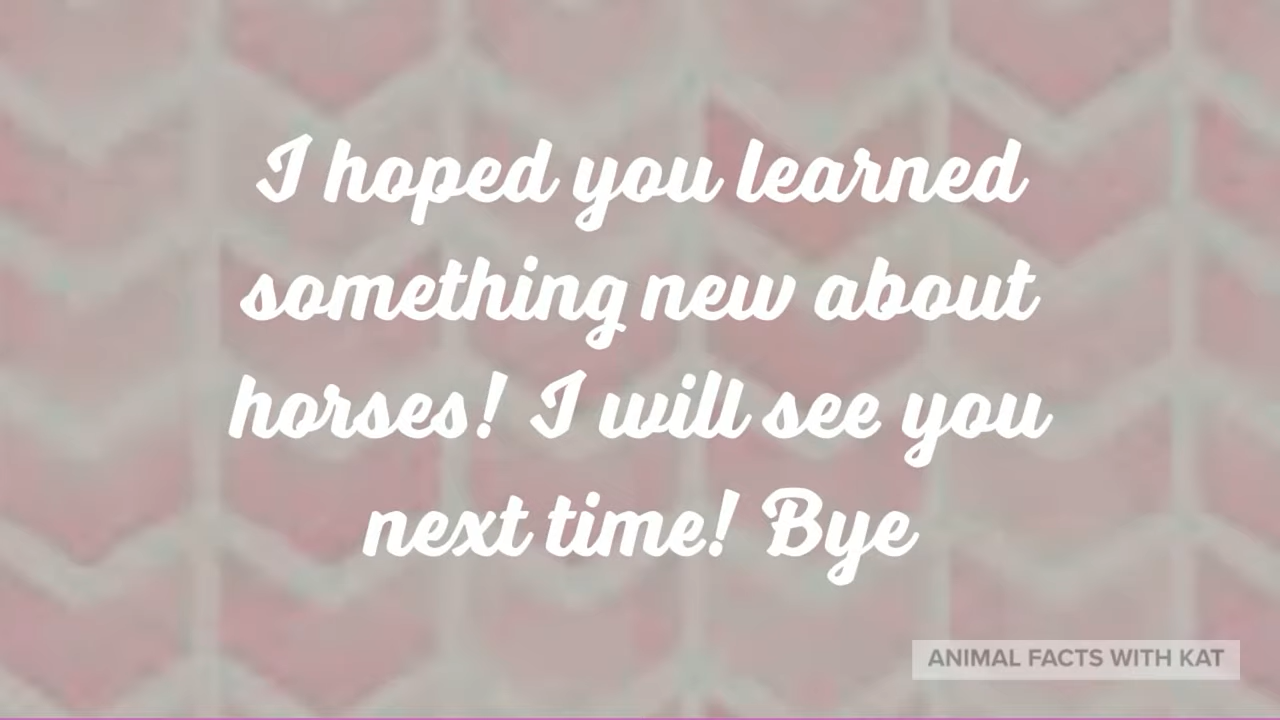 I hoped you learned
something new about
horses! I will see you
next time! Bye
ANIMAL FACTS WITH KAT